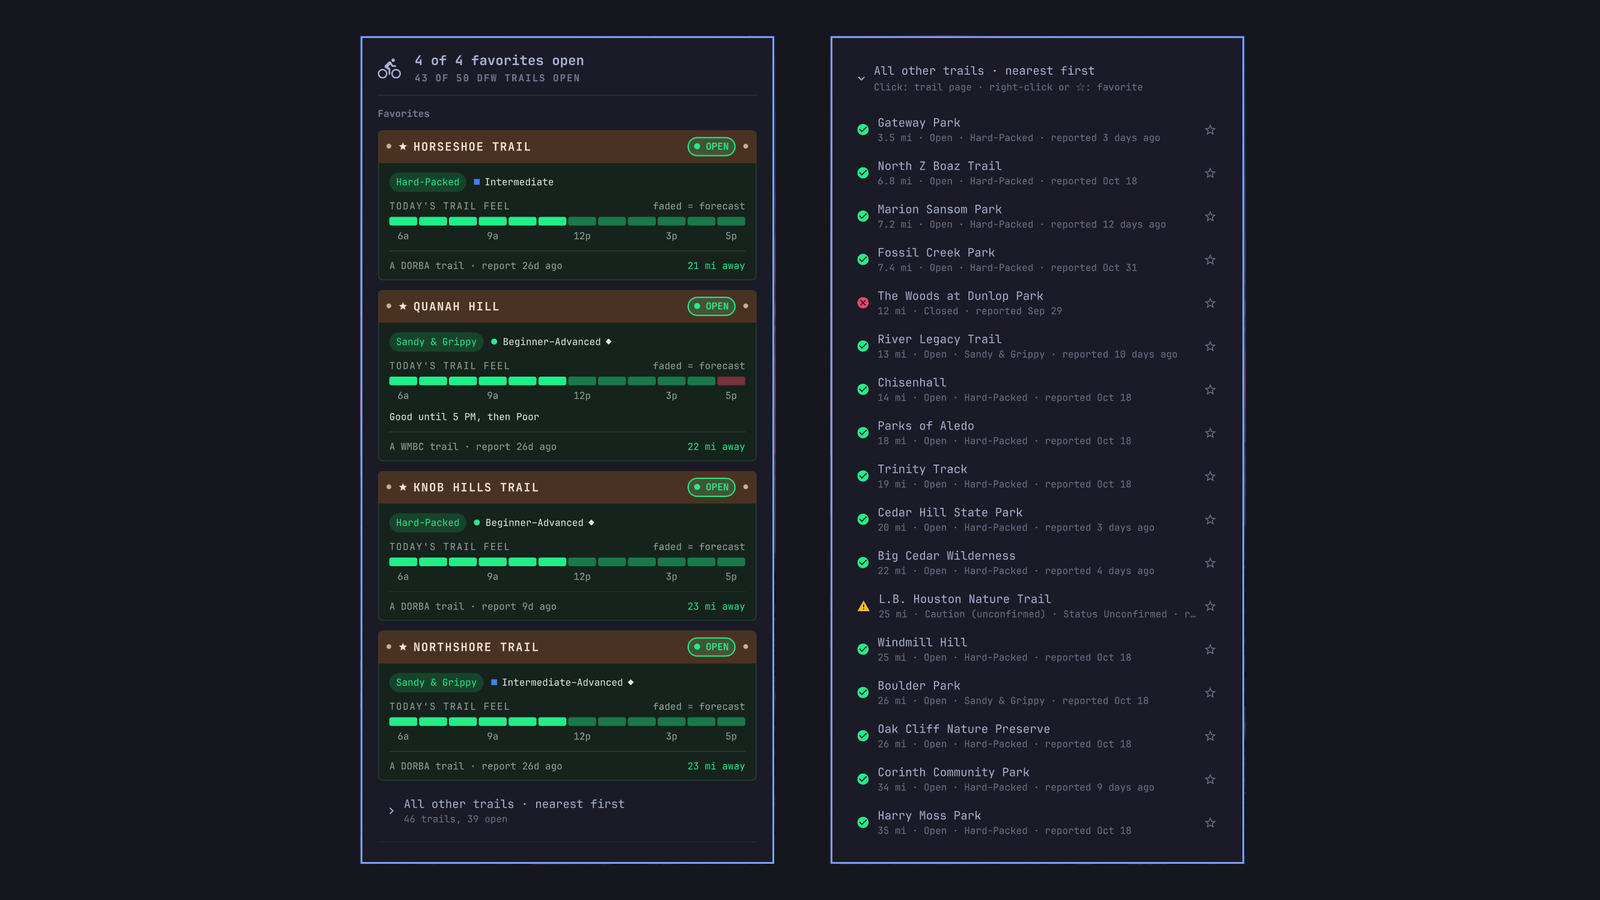 4 of 4 favorites open
43 OF 50 DFW TRAILS OPEN
Favorites
★ HORSESHOE TRAIL
OPEN
Hard-Packed
Intermediate
TODAY'S TRAIL FEEL
faded = forecast
6a 9a 12p 3p 5p
A DORBA trail · report 26d ago
21 mi away
★ QUANAH HILL
OPEN
Sandy & Grippy
Beginner–Advanced
TODAY'S TRAIL FEEL
faded = forecast
6a 9a 12p 3p 5p
Good until 5 PM, then Poor
A WMBC trail · report 26d ago
22 mi away
★ KNOB HILLS TRAIL
OPEN
Hard-Packed
Beginner–Advanced
TODAY'S TRAIL FEEL
faded = forecast
6a 9a 12p 3p 5p
A DORBA trail · report 9d ago
23 mi away
★ NORTHSHORE TRAIL
OPEN
Sandy & Grippy
Intermediate–Advanced
TODAY'S TRAIL FEEL
faded = forecast
6a 9a 12p 3p 5p
A DORBA trail · report 26d ago
23 mi away
All other trails · nearest first
46 trails, 39 open
All other trails · nearest first
Click: trail page · right-click or ☆: favorite
Gateway Park
3.5 mi · Open · Hard-Packed · reported 3 days ago
North Z Boaz Trail
6.8 mi · Open · Hard-Packed · reported Oct 18
Marion Sansom Park
7.2 mi · Open · Hard-Packed · reported 12 days ago
Fossil Creek Park
7.4 mi · Open · Hard-Packed · reported Oct 31
The Woods at Dunlop Park
12 mi · Closed · reported Sep 29
River Legacy Trail
13 mi · Open · Sandy & Grippy · reported 10 days ago
Chisenhall
14 mi · Open · Hard-Packed · reported Oct 18
Parks of Aledo
18 mi · Open · Hard-Packed · reported Oct 18
Trinity Track
19 mi · Open · Hard-Packed · reported Oct 18
Cedar Hill State Park
20 mi · Open · Hard-Packed · reported 3 days ago
Big Cedar Wilderness
22 mi · Open · Hard-Packed · reported 4 days ago
L.B. Houston Nature Trail
25 mi · Caution (unconfirmed) · Status Unconfirmed · r…
Windmill Hill
25 mi · Open · Hard-Packed · reported Oct 18
Boulder Park
26 mi · Open · Sandy & Grippy · reported Oct 18
Oak Cliff Nature Preserve
26 mi · Open · Hard-Packed · reported Oct 18
Corinth Community Park
34 mi · Open · Hard-Packed · reported 9 days ago
Harry Moss Park
35 mi · Open · Hard-Packed · reported Oct 18